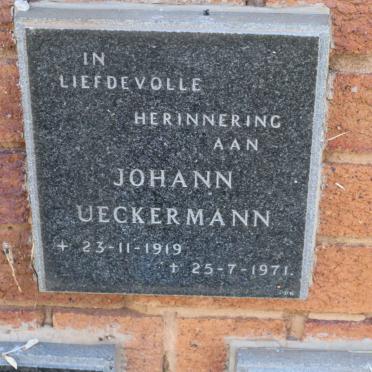 IN
LIEFDEVOLLE
HERINNERING
AAN
JOHANN
UECKERMANN
+ 23-11-1919
† 25-7-1971.